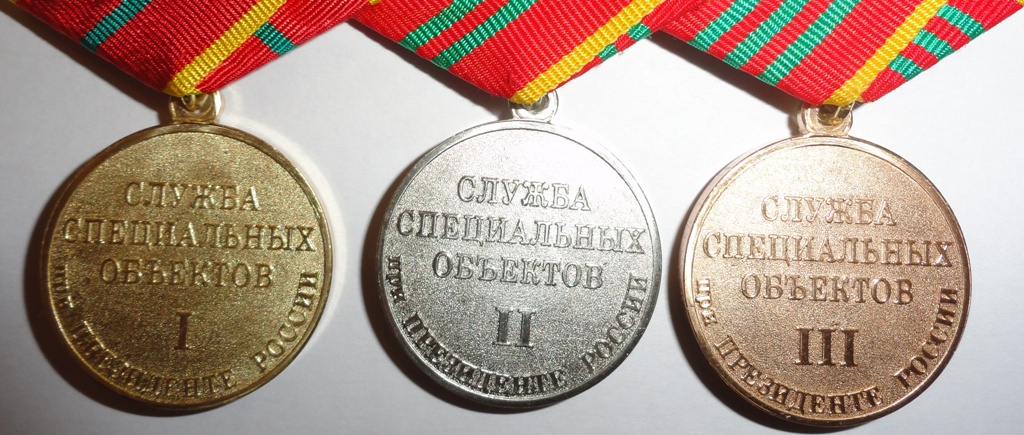 СЛУЖБА
СПЕЦИАЛЬНЫХ
ОБЪЕКТОВ
I
при ПРЕЗИДЕНТЕ РОССИИ
СЛУЖБА
СПЕЦИАЛЬНЫХ
ОБЪЕКТОВ
II
при ПРЕЗИДЕНТЕ РОССИИ
СЛУЖБА
СПЕЦИАЛЬНЫХ
ОБЪЕКТОВ
III
при ПРЕЗИДЕНТЕ РОССИИ